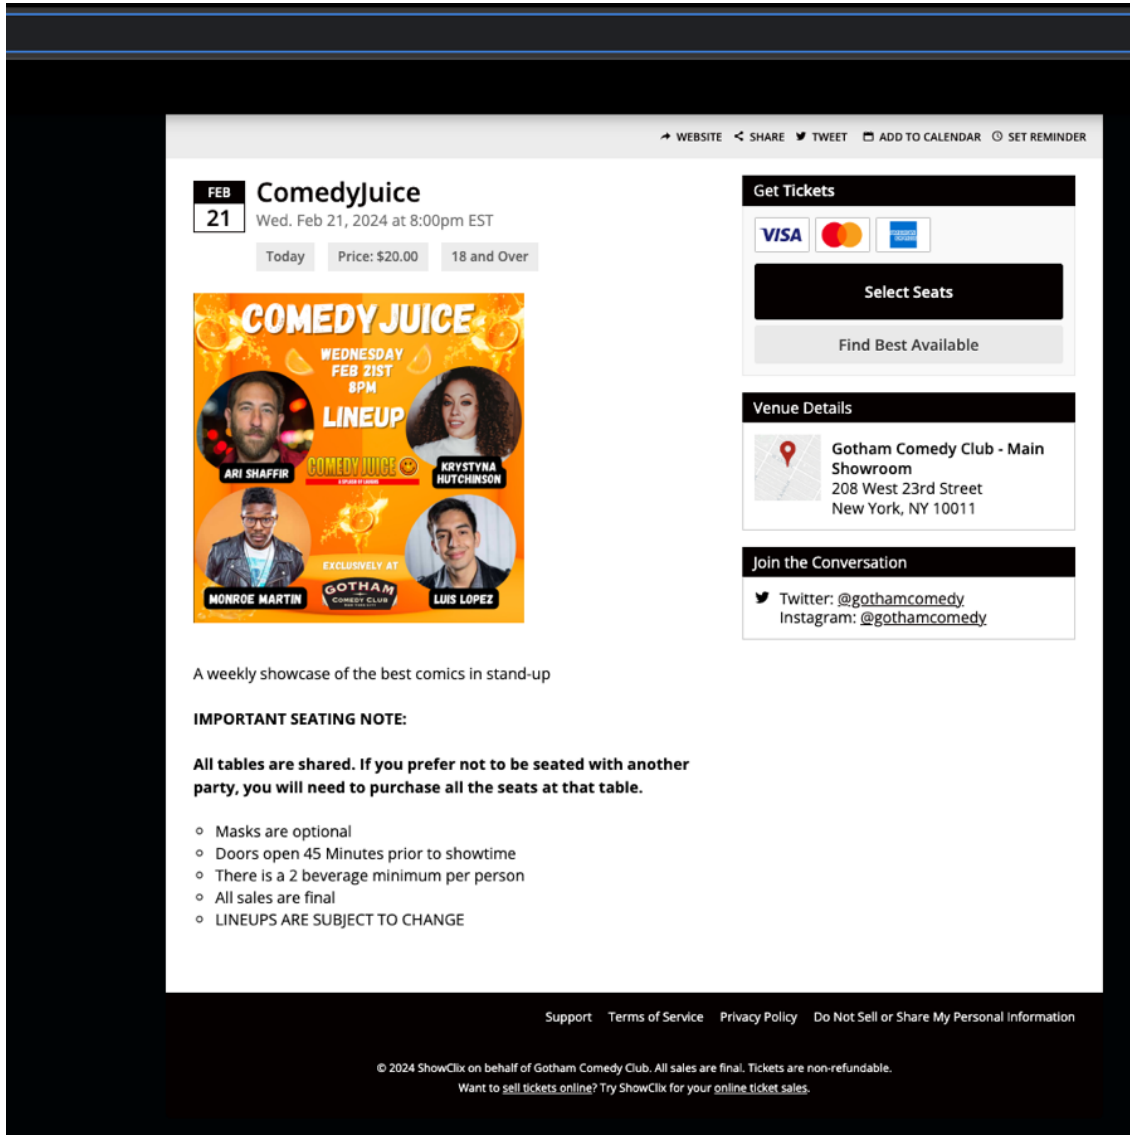 WEBSITE SHARE TWEET ADD TO CALENDAR SET REMINDER
FEB
21
ComedyJuice
Wed. Feb 21, 2024 at 8:00pm EST
Today Price: $20.00 18 and Over
COMEDY JUICE
WEDNESDAY
FEB 21ST
8PM
LINEUP
ARI SHAFFIR
COMEDY JUICE
A SPLASH OF LAUGHS
KRYSTYNA
HUTCHINSON
EXCLUSIVELY AT
GOTHAM
COMEDY CLUB
NEW YORK CITY
MONROE MARTIN
LUIS LOPEZ
A weekly showcase of the best comics in stand-up
IMPORTANT SEATING NOTE:
All tables are shared. If you prefer not to be seated with another
party, you will need to purchase all the seats at that table.
Masks are optional
Doors open 45 Minutes prior to showtime
There is a 2 beverage minimum per person
All sales are final
LINEUPS ARE SUBJECT TO CHANGE
Get Tickets
VISA
AMERICAN EXPRESS
Select Seats
Find Best Available
Venue Details
Gotham Comedy Club - Main
Showroom
208 West 23rd Street
New York, NY 10011
Join the Conversation
Twitter: @gothamcomedy
Instagram: @gothamcomedy
Support Terms of Service Privacy Policy Do Not Sell or Share My Personal Information
© 2024 ShowClix on behalf of Gotham Comedy Club. All sales are final. Tickets are non-refundable.
Want to sell tickets online? Try ShowClix for your online ticket sales.